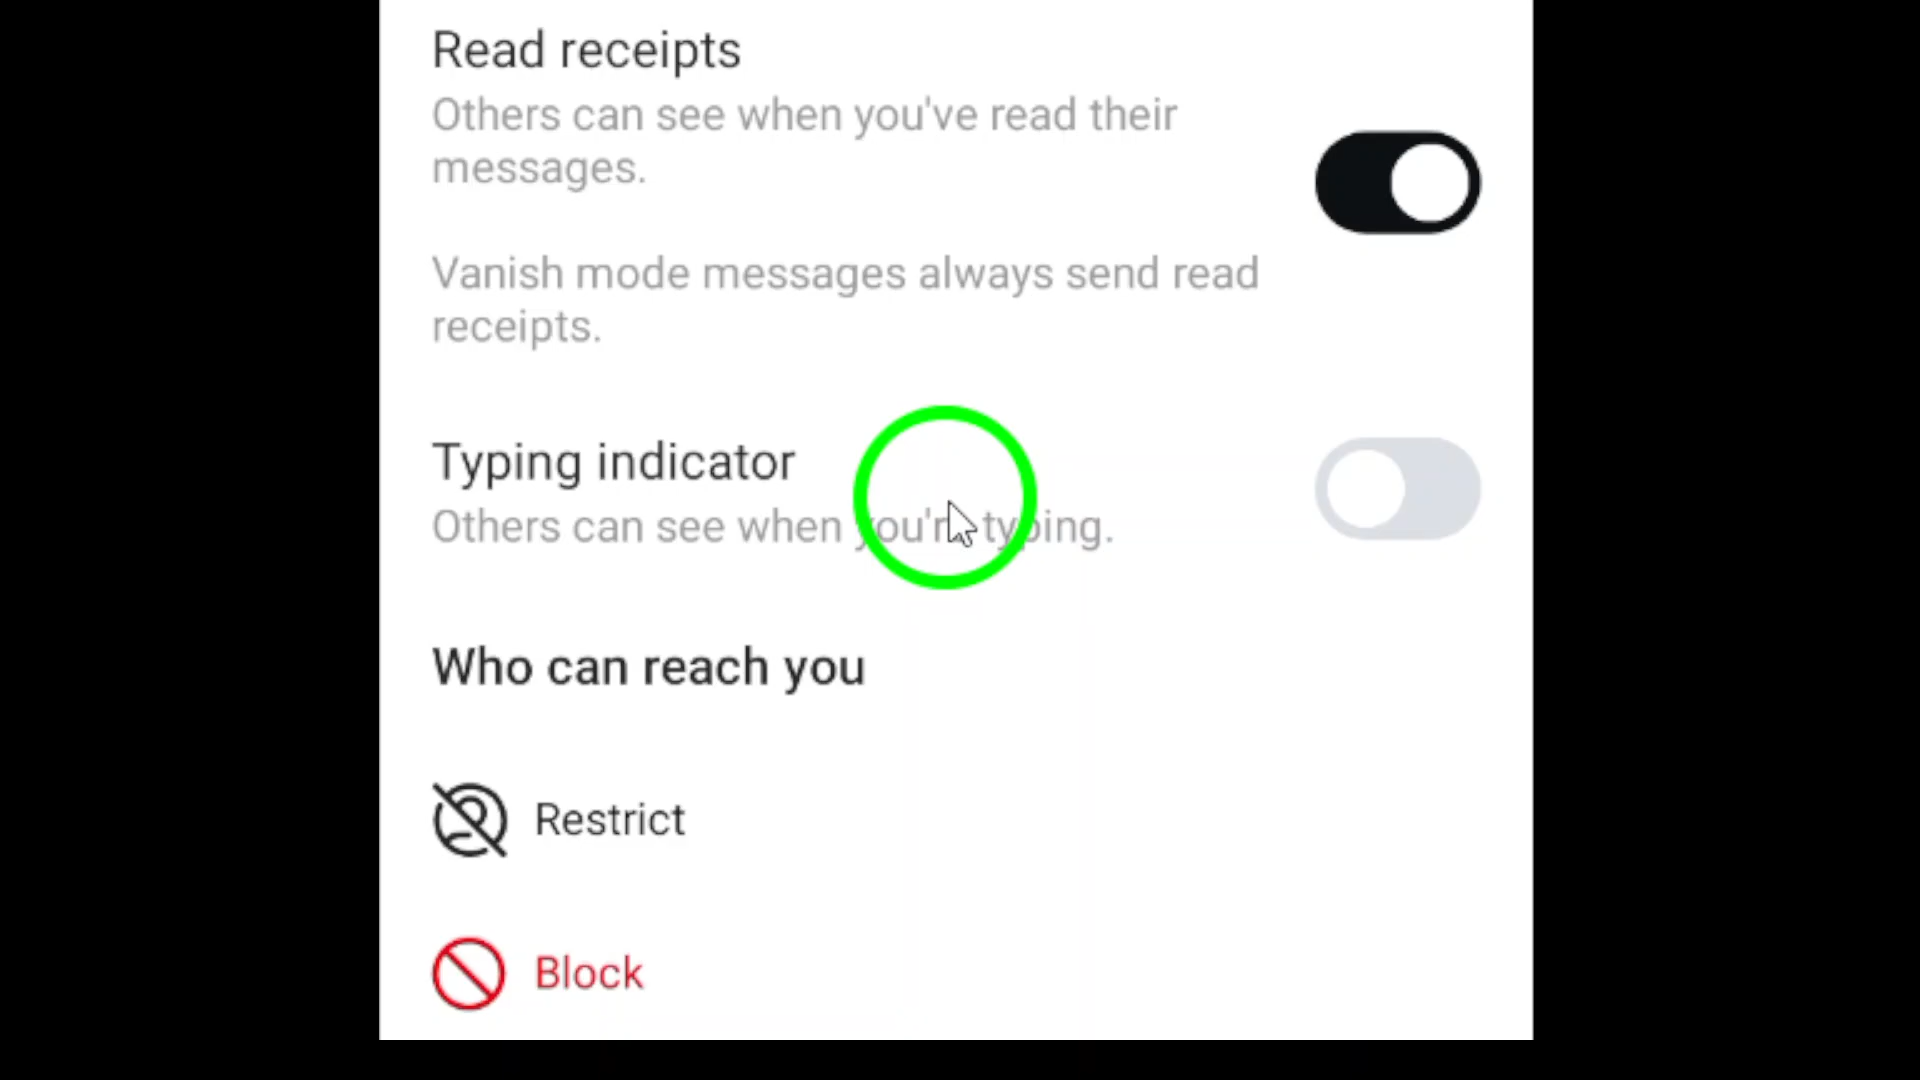 Read receipts
Others can see when you've read their
messages.
Vanish mode messages always send read
receipts.
Typing indicator
Others can see when you're typing.
Who can reach you
Restrict
Block